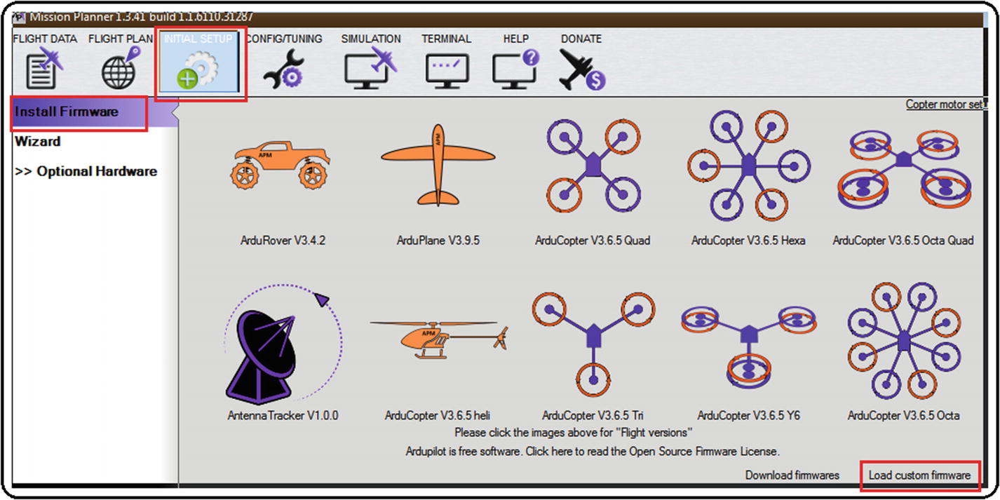 Mission Planner 1.3.41 build 1.1.6110.31287
FLIGHT DATA FLIGHT PLAN INITIAL SETUP CONFIG/TUNING SIMULATION TERMINAL HELP DONATE
Install Firmware
Copter motor set
Wizard
>> Optional Hardware
APM
APM
ArduRover V3.4.2 ArduPlane V3.9.5 ArduCopter V3.6.5 Quad ArduCopter V3.6.5 Hexa ArduCopter V3.6.5 Octa Quad
APM
AntennaTracker V1.0.0 ArduCopter V3.6.5 heli ArduCopter V3.6.5 Tri ArduCopter V3.6.5 Y6 ArduCopter V3.6.5 Octa
Please click the images above for "Flight versions"
Ardupilot is free software. Click here to read the Open Source Firmware License.
Download firmwares Load custom firmware